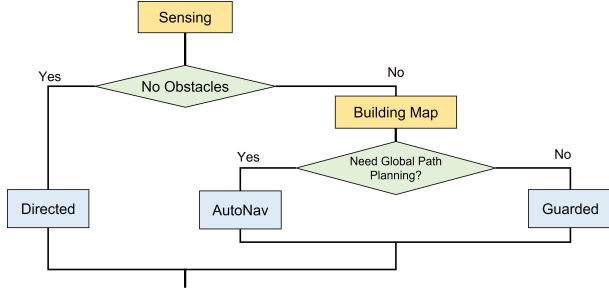 Sensing
Yes
No Obstacles
No
Building Map
Yes
Need Global Path
Planning?
No
Directed
AutoNav
Guarded